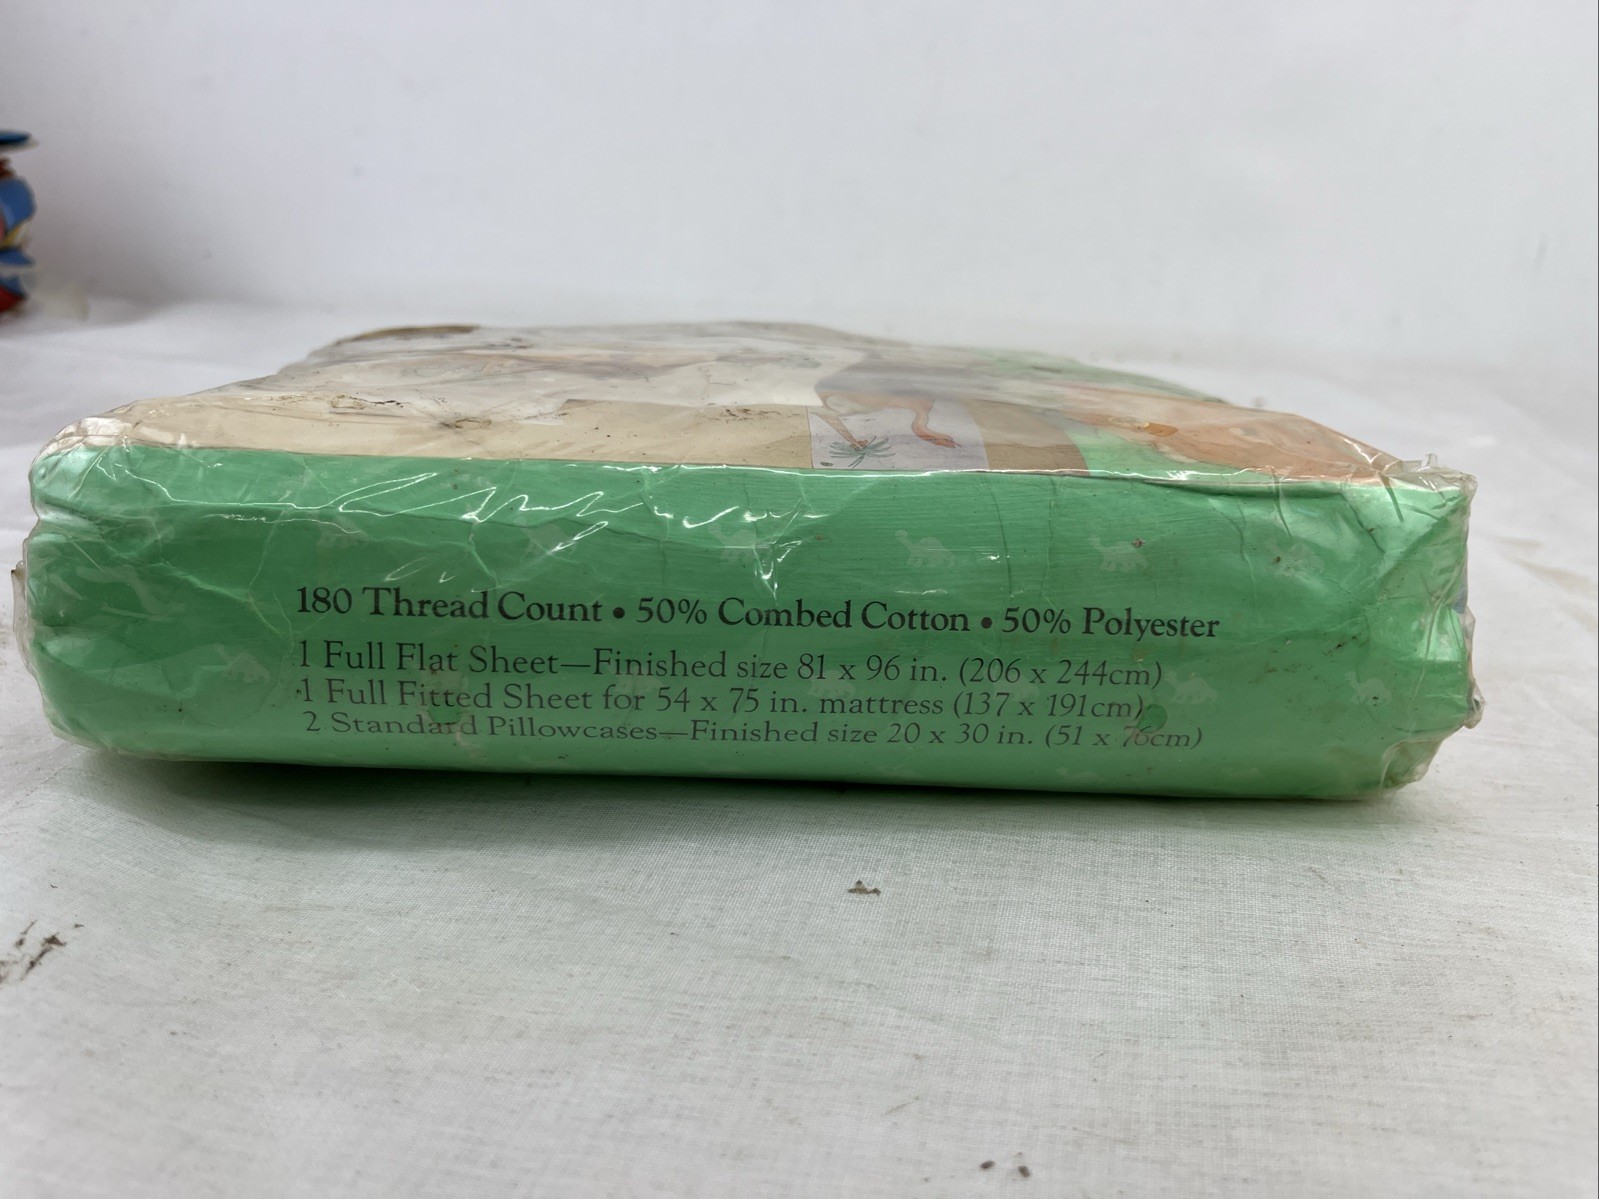 180 Thread Count • 50% Combed Cotton • 50% Polyester
1 Full Flat Sheet—Finished size 81 x 96 in. (206 x 244cm)
1 Full Fitted Sheet for 54 x 75 in. mattress (137 x 191cm)
2 Standard Pillowcases—Finished size 20 x 30 in. (51 x 76cm)